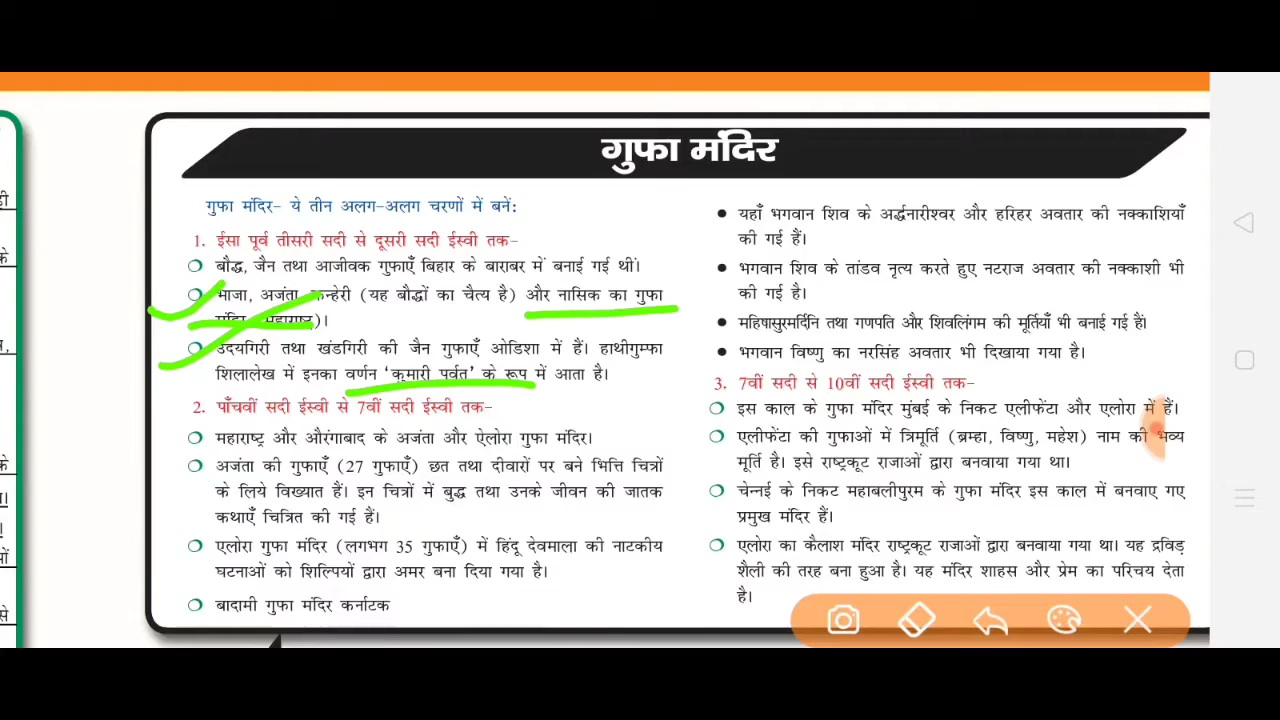 गुफा मंदिर
गुफा मंदिर- ये तीन अलग-अलग चरणों में बनें:
1. ईसा पूर्व तीसरी सदी से दूसरी सदी ईस्वी तक-
बौद्ध, जैन तथा आजीवक गुफाएँ बिहार के बाराबर में बनाई गई थीं।
भाजा, अजंता, कन्हेरी (यह बौद्धों का चैत्य है) और नासिक का गुफा
मंदिर (महाराष्ट्र)।
उदयगिरी तथा खंडगिरी की जैन गुफाएँ ओडिशा में हैं। हाथीगुम्फा
शिलालेख में इनका वर्णन ‘कुमारी पर्वत’ के रूप में आता है।
2. पाँचवीं सदी ईस्वी से 7वीं सदी ईस्वी तक-
महाराष्ट्र और औरंगाबाद के अजंता और ऐलोरा गुफा मंदिर।
अजंता की गुफाएँ (27 गुफाएँ) छत तथा दीवारों पर बने भित्ति चित्रों
के लिये विख्यात हैं। इन चित्रों में बुद्ध तथा उनके जीवन की जातक
कथाएँ चित्रित की गई हैं।
एलोरा गुफा मंदिर (लगभग 35 गुफाएँ) में हिंदू देवमाला की नाटकीय
घटनाओं को शिल्पियों द्वारा अमर बना दिया गया है।
बादामी गुफा मंदिर कर्नाटक
यहाँ भगवान शिव के अर्द्धनारीश्वर और हरिहर अवतार की नक्काशियाँ
की गई हैं।
भगवान शिव के तांडव नृत्य करते हुए नटराज अवतार की नक्काशी भी
की गई है।
महिषासुरमर्दिनि तथा गणपति और शिवलिंगम की मूर्तियाँ भी बनाई गई हैं।
भगवान विष्णु का नरसिंह अवतार भी दिखाया गया है।
3. 7वीं सदी से 10वीं सदी ईस्वी तक-
इस काल के गुफा मंदिर मुंबई के निकट एलीफेंटा और एलोरा में हैं।
एलीफेंटा की गुफाओं में त्रिमूर्ति (ब्रम्हा, विष्णु, महेश) नाम की भव्य
मूर्ति है। इसे राष्ट्रकूट राजाओं द्वारा बनवाया गया था।
चेन्नई के निकट महाबलीपुरम के गुफा मंदिर इस काल में बनवाए गए
प्रमुख मंदिर हैं।
एलोरा का कैलाश मंदिर राष्ट्रकूट राजाओं द्वारा बनवाया गया था। यह द्रविड़
शैली की तरह बना हुआ है। यह मंदिर शाहस और प्रेम का परिचय देता
है।